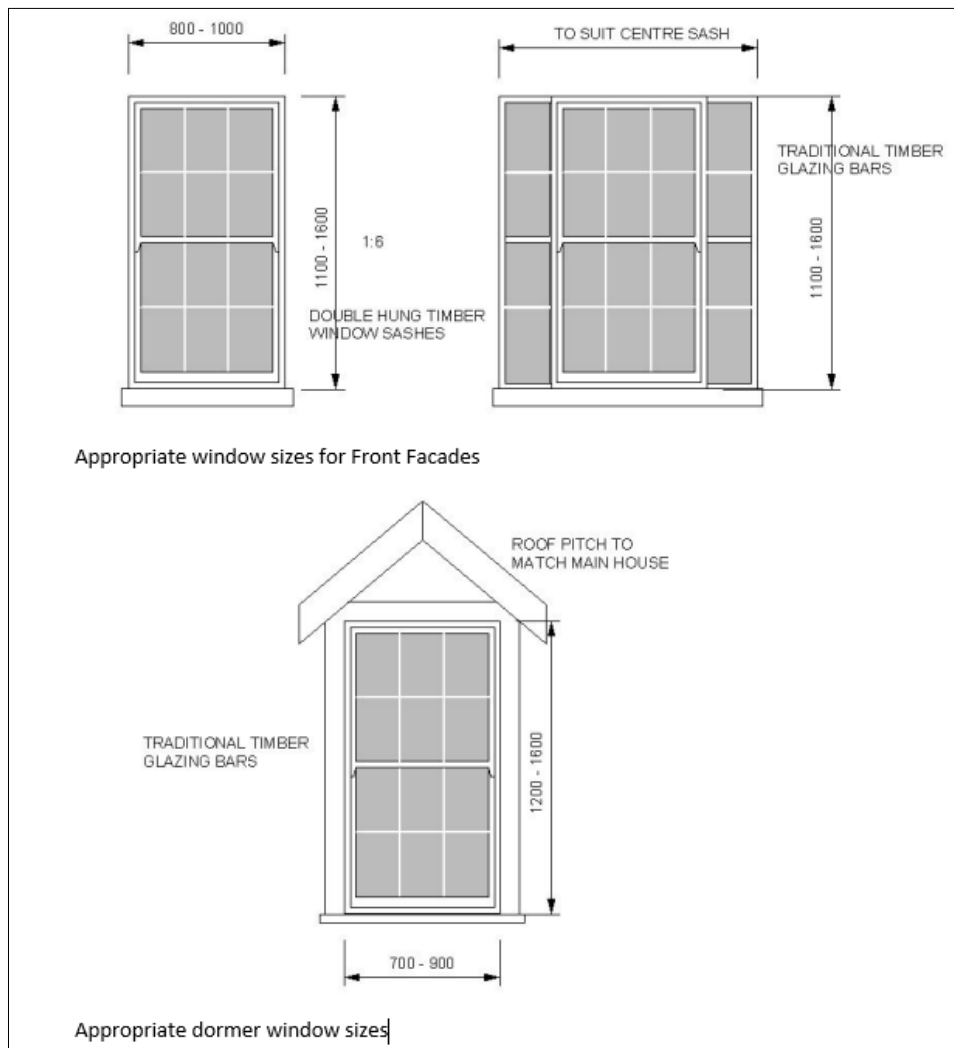 800 - 1000
TO SUIT CENTRE SASH
TRADITIONAL TIMBER
GLAZING BARS
1100 - 1600
1:6
1100 - 1600
DOUBLE HUNG TIMBER
WINDOW SASHES
Appropriate window sizes for Front Facades
ROOF PITCH TO
MATCH MAIN HOUSE
TRADITIONAL TIMBER
GLAZING BARS
1200 - 1600
700 - 900
Appropriate dormer window sizes